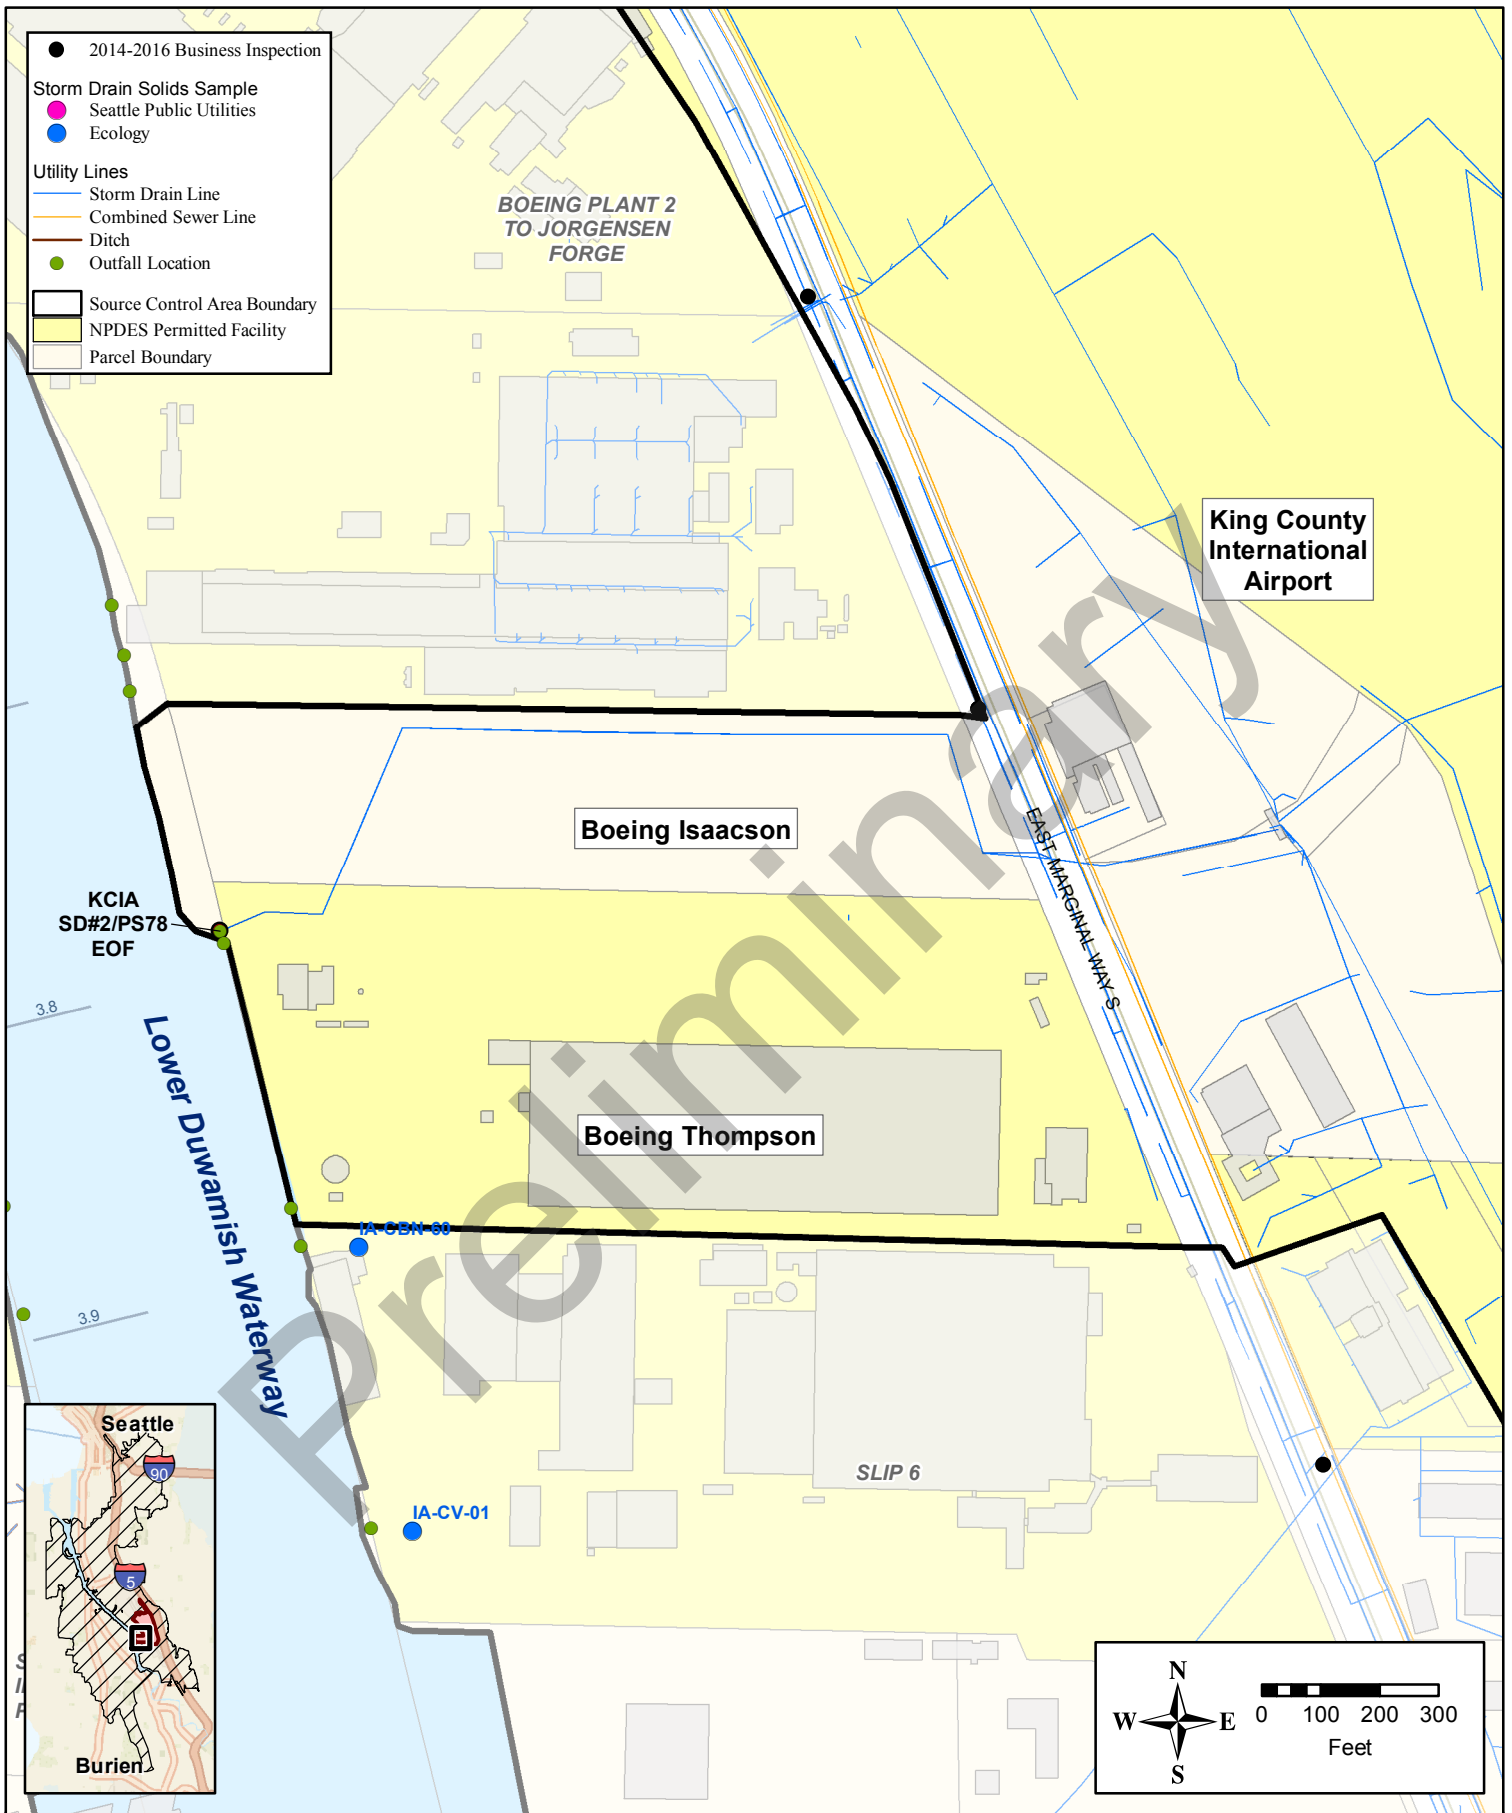 2014-2016 Business Inspection
Storm Drain Solids Sample
Seattle Public Utilities
Ecology
Utility Lines
Storm Drain Line
Combined Sewer Line
Ditch
Outfall Location
Source Control Area Boundary
NPDES Permitted Facility
Parcel Boundary
BOEING PLANT 2
TO JORGENSEN
FORGE
King County
International
Airport
Boeing Isaacson
EAST MARGINAL WAY S
KCIA
SD#2/PS78
EOF
3.8
Lower Duwamish Waterway
Boeing Thompson
IA-CBN-60
3.9
SLIP 6
IA-CV-01
Preliminary
Seattle
90
5
Burien
N
W
E
S
0 100 200 300
Feet